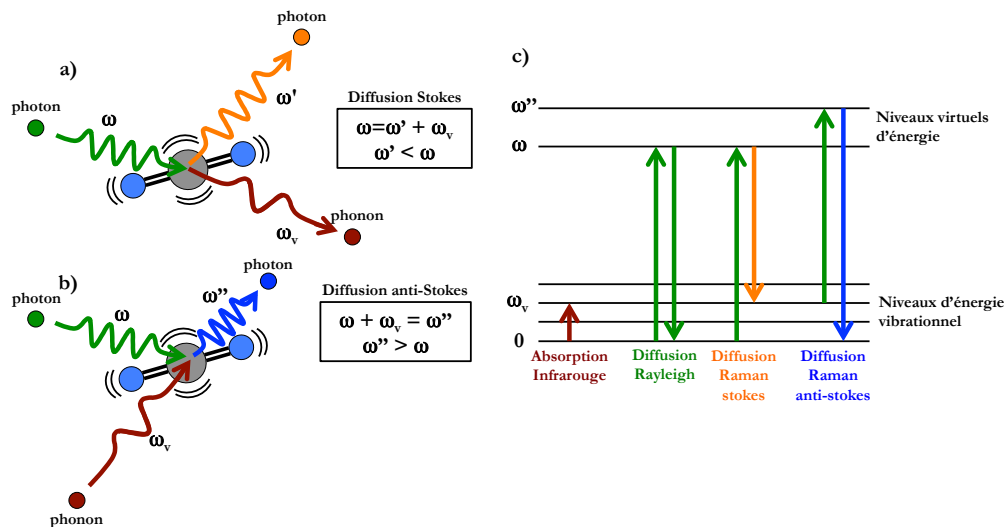 a)
photon
photon
ω
ω'
Diffusion Stokes
ω=ω' + ωv
ω' < ω
phonon
ωv
b)
photon
photon
ω
ω''
Diffusion anti-Stokes
ω + ωv = ω''
ω'' > ω
ωv
phonon
c)
ω''
Niveaux virtuels
d'énergie
ω
ωv
Niveaux d'énergie
vibrationnel
0
Absorption
Infrarouge
Diffusion
Rayleigh
Diffusion
Raman
stokes
Diffusion
Raman
anti-stokes